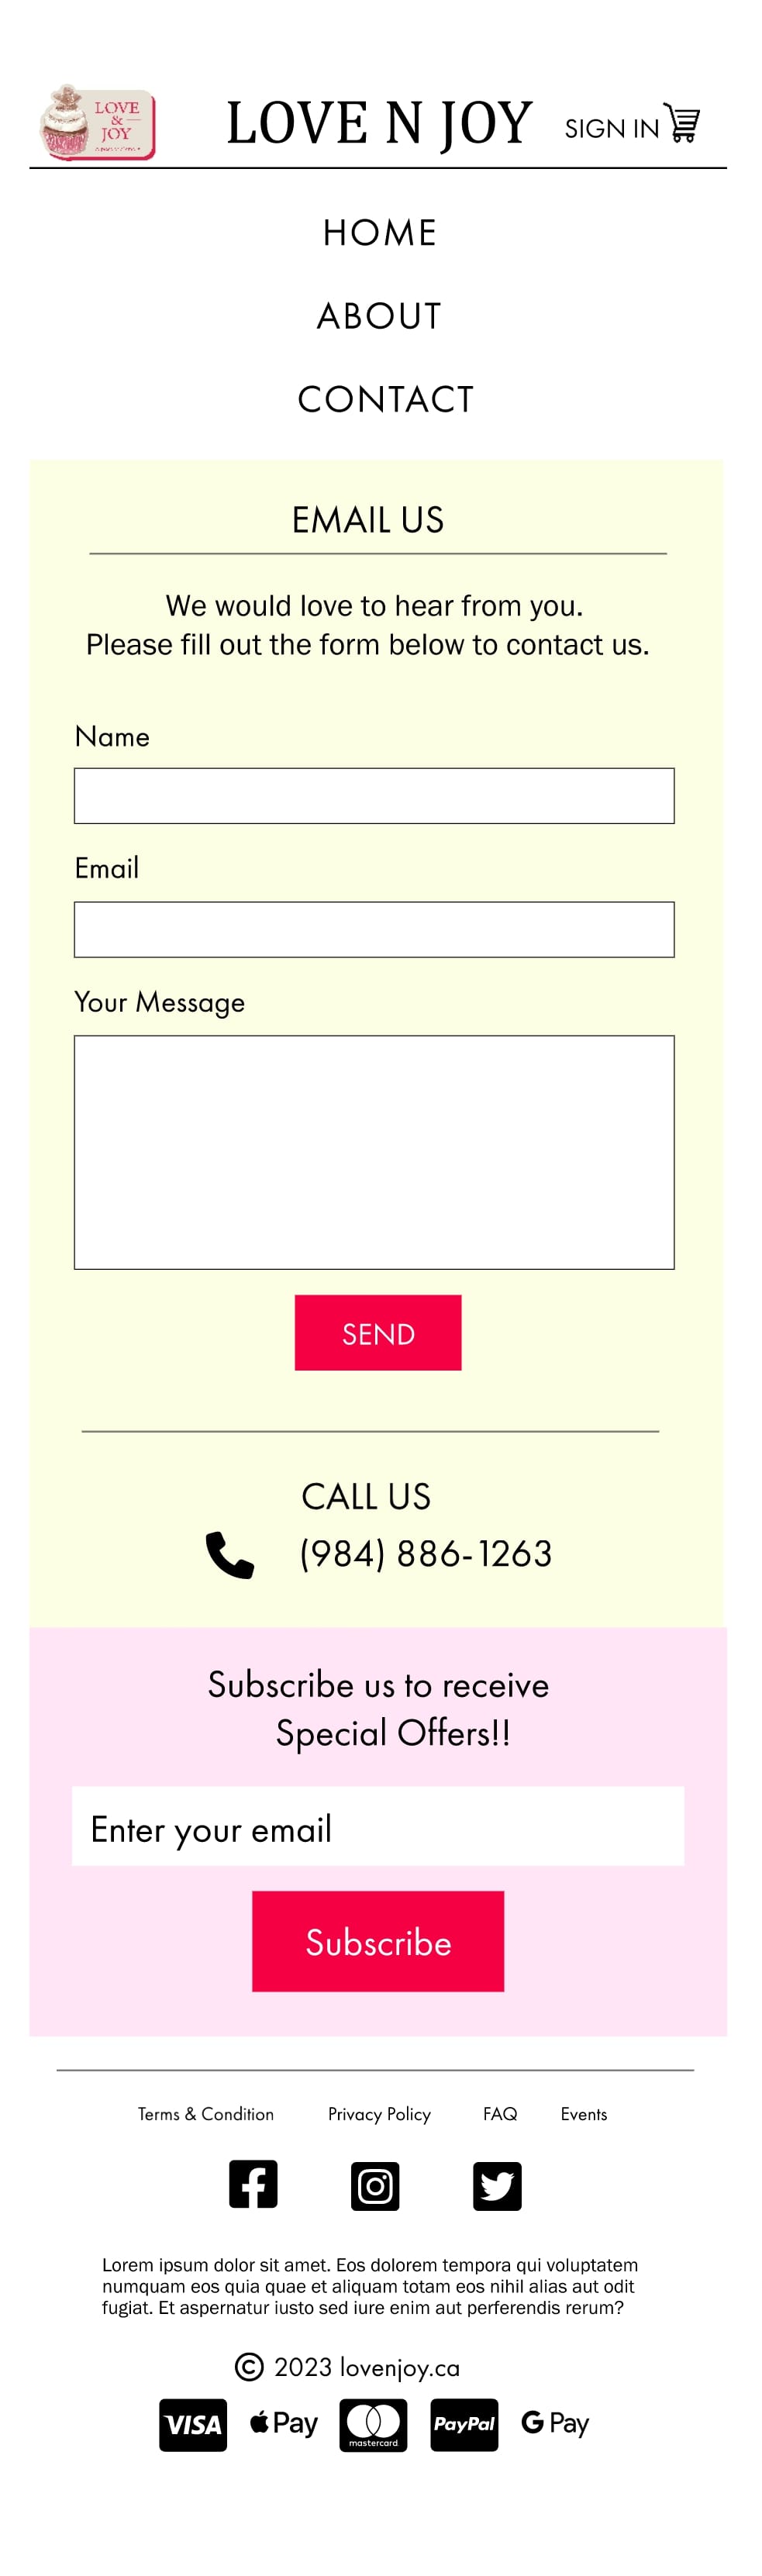 LOVE
&
JOY
LOVE N JOY
SIGN IN
HOME
ABOUT
CONTACT
EMAIL US
We would love to hear from you.
Please fill out the form below to contact us.
Name
Email
Your Message
SEND
CALL US
(984) 886-1263
Subscribe us to receive
Special Offers!!
Enter your email
Subscribe
Terms & Condition Privacy Policy FAQ Events
Lorem ipsum dolor sit amet. Eos dolorem tempora qui voluptatem
numquam eos quia quae et aliquam totam eos nihil alias aut odit
fugiat. Et aspernatur iusto sed iure enim aut perferendis rerum?
© 2023 lovenjoy.ca
VISA Pay mastercard PayPal G Pay